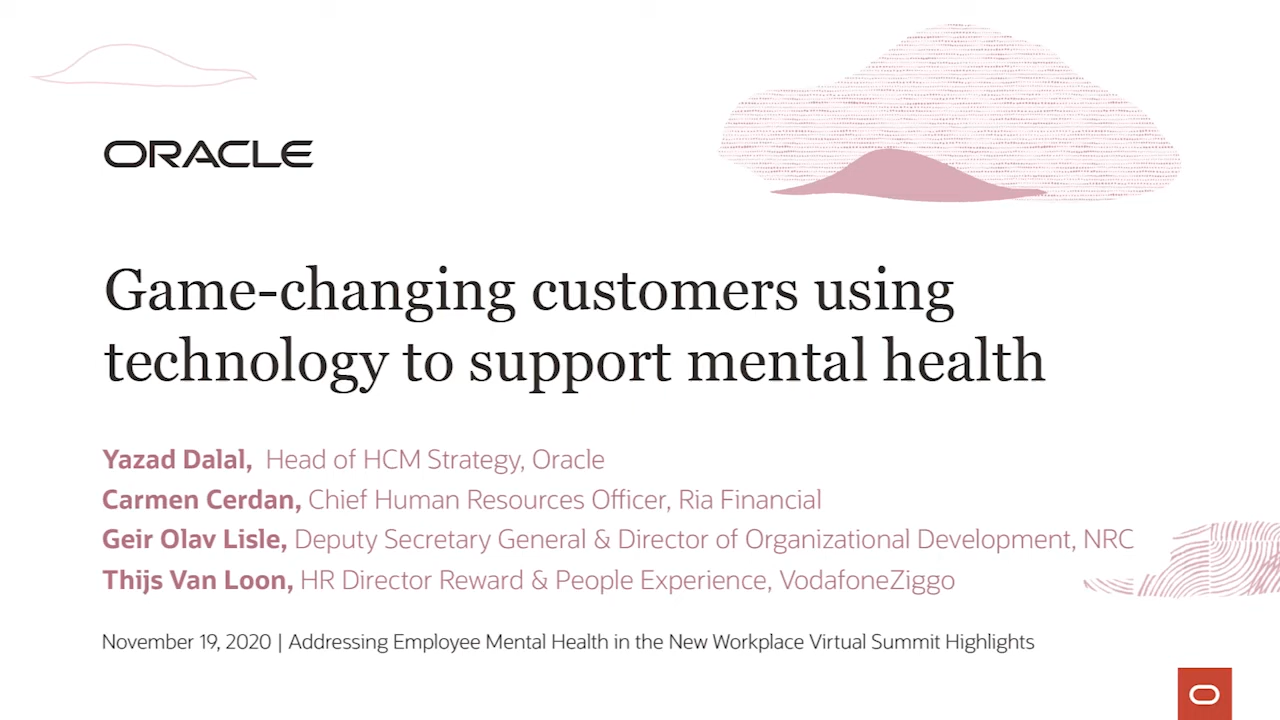 ORACLE
Game-changing customers using
technology to support mental health
Yazad Dalal, Head of HCM Strategy, Oracle
Carmen Cerdan, Chief Human Resources Officer, Ria Financial
Geir Olav Lisle, Deputy Secretary General & Director of Organizational Development, NRC
Thijs Van Loon, HR Director Reward & People Experience, VodafoneZiggo
November 19, 2020 | Addressing Employee Mental Health in the New Workplace Virtual Summit Highlights